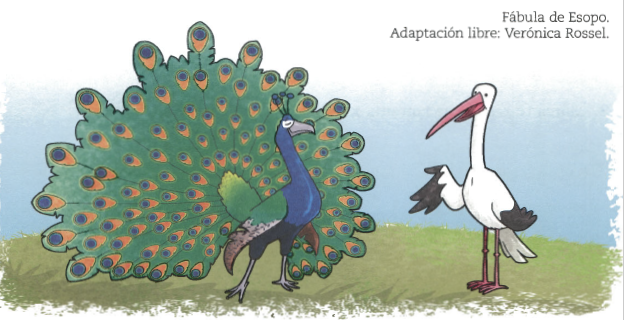 Fábula de Esopo.
Adaptación libre: Verónica Rossel.